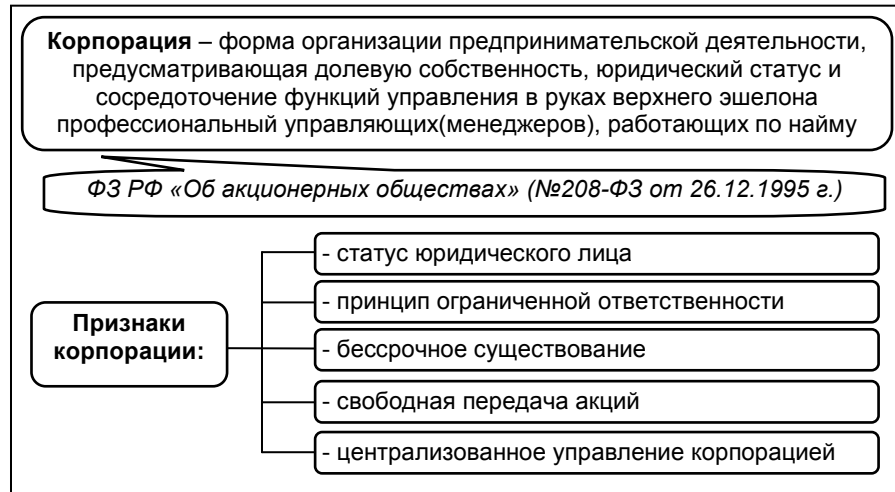 Корпорация – форма организации предпринимательской деятельности,
предусматривающая долевую собственность, юридический статус и
сосредоточение функций управления в руках верхнего эшелона
профессиональный управляющих(менеджеров), работающих по найму
ФЗ РФ «Об акционерных обществах» (№208-ФЗ от 26.12.1995 г.)
- статус юридического лица
- принцип ограниченной ответственности
Признаки
корпорации:
- бессрочное существование
- свободная передача акций
- централизованное управление корпорацией